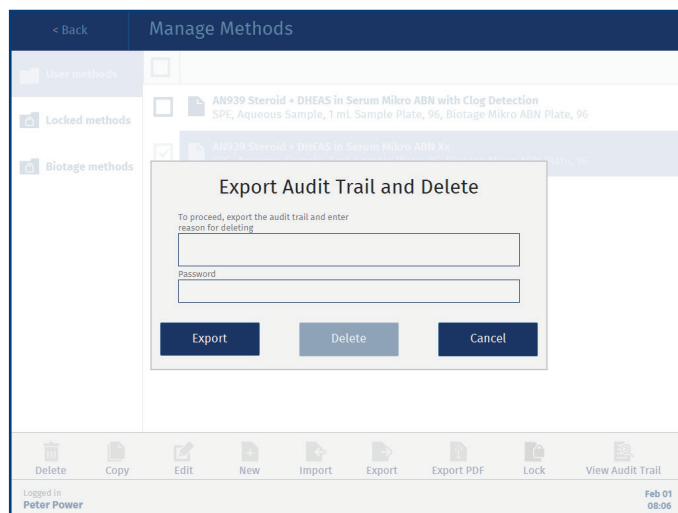 < Back
Manage Methods
User methods
Locked methods
Biotage methods
AN939 Steroid + DHEAS in Serum Mikro ABN with Clog Detection
SPE, Aqueous Sample, 1 mL Sample Plate, 96, Biotage Mikro ABN Plate, 96
AN939 Steroid + DHEAS in Serum Mikro ABN Xx
Export Audit Trail and Delete
To proceed, export the audit trail and enter
reason for deleting
Password
Export
Delete
Cancel
Delete
Copy
Edit
New
Import
Export
Export PDF
Lock
View Audit Trail
Logged in
Peter Power
Feb 01
08:06